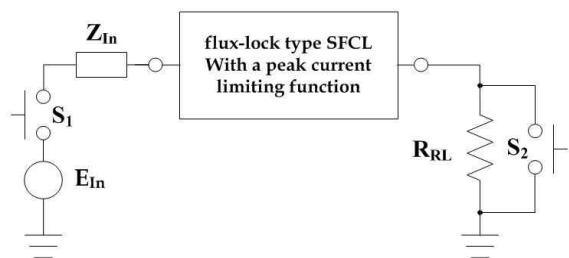 Z_In
flux-lock type SFCL
With a peak current
limiting function
S_1
R_RL
S_2
E_In